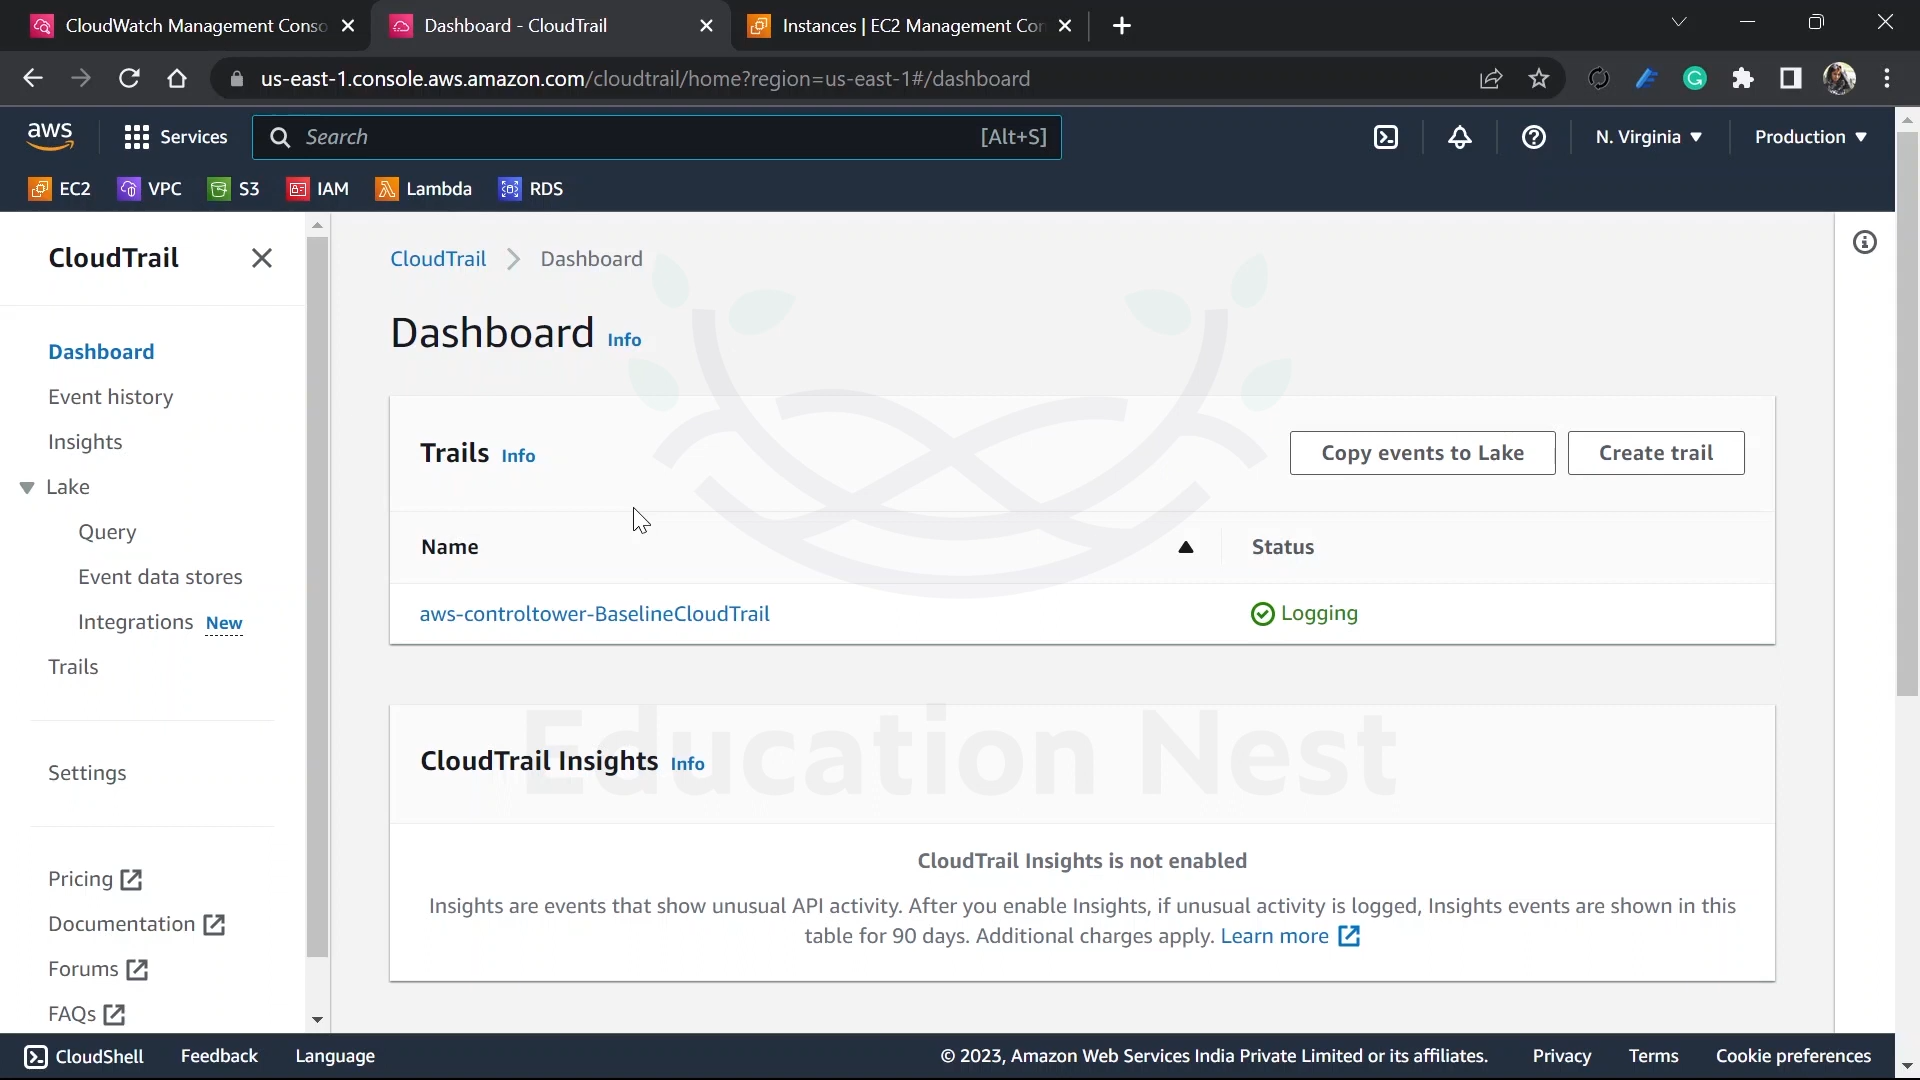 CloudWatch Management Conso
Dashboard - CloudTrail
Instances | EC2 Management Con
us-east-1.console.aws.amazon.com/cloudtrail/home?region=us-east-1#/dashboard
aws
Services
Search
[Alt+S]
N. Virginia
Production
EC2
VPC
S3
IAM
Lambda
RDS
CloudTrail
Dashboard
Event history
Insights
Lake
Query
Event data stores
Integrations New
Trails
Settings
Pricing
Documentation
Forums
FAQs
CloudTrail
Dashboard
Dashboard Info
Trails Info
Copy events to Lake
Create trail
Name
Status
aws-controltower-BaselineCloudTrail
Logging
Education Nest
CloudTrail Insights Info
CloudTrail Insights is not enabled
Insights are events that show unusual API activity. After you enable Insights, if unusual activity is logged, Insights events are shown in this
table for 90 days. Additional charges apply. Learn more
CloudShell
Feedback
Language
© 2023, Amazon Web Services India Private Limited or its affiliates.
Privacy
Terms
Cookie preferences